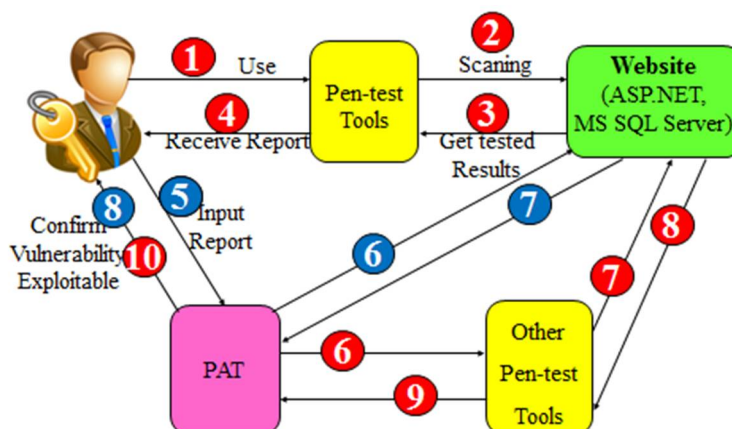 1
Use
Pen-test
Tools
2
Scaning
Website
(ASP.NET,
MS SQL Server)
4
Receive Report
3
Get tested
Results
8
Confirm
Vulnerability
Exploitable
10
5
Input
Report
6
7
7
8
PAT
6
9
Other
Pen-test
Tools